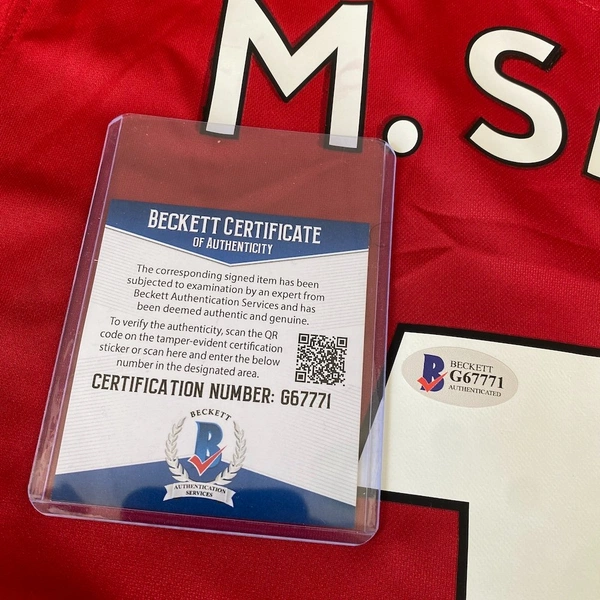 M. S
BECKETT CERTIFICATE
OF AUTHENTICITY
The corresponding signed item has been
subjected to examination by an expert from
Beckett Authentication Services and has
been deemed authentic and genuine.
To verify the authenticity, scan the QR
code on the tamper-evident certification
sticker or scan here and enter the below
number in the designated area.
CERTIFICATION NUMBER: G67771
BECKETT
B
AUTHENTICATION
SERVICES
B
BECKETT
G67771
AUTHENTICATED